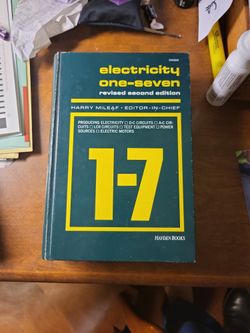 electricity
one-seven
revised second edition
HARRY MILEAF • EDITOR-IN-CHIEF
PRODUCING ELECTRICITY □ D-C CIRCUITS □ A-C CIR-
CUITS □ LCR CIRCUITS □ TEST EQUIPMENT □ POWER
SOURCES □ ELECTRIC MOTORS
1-7
HAYDEN BOOKS